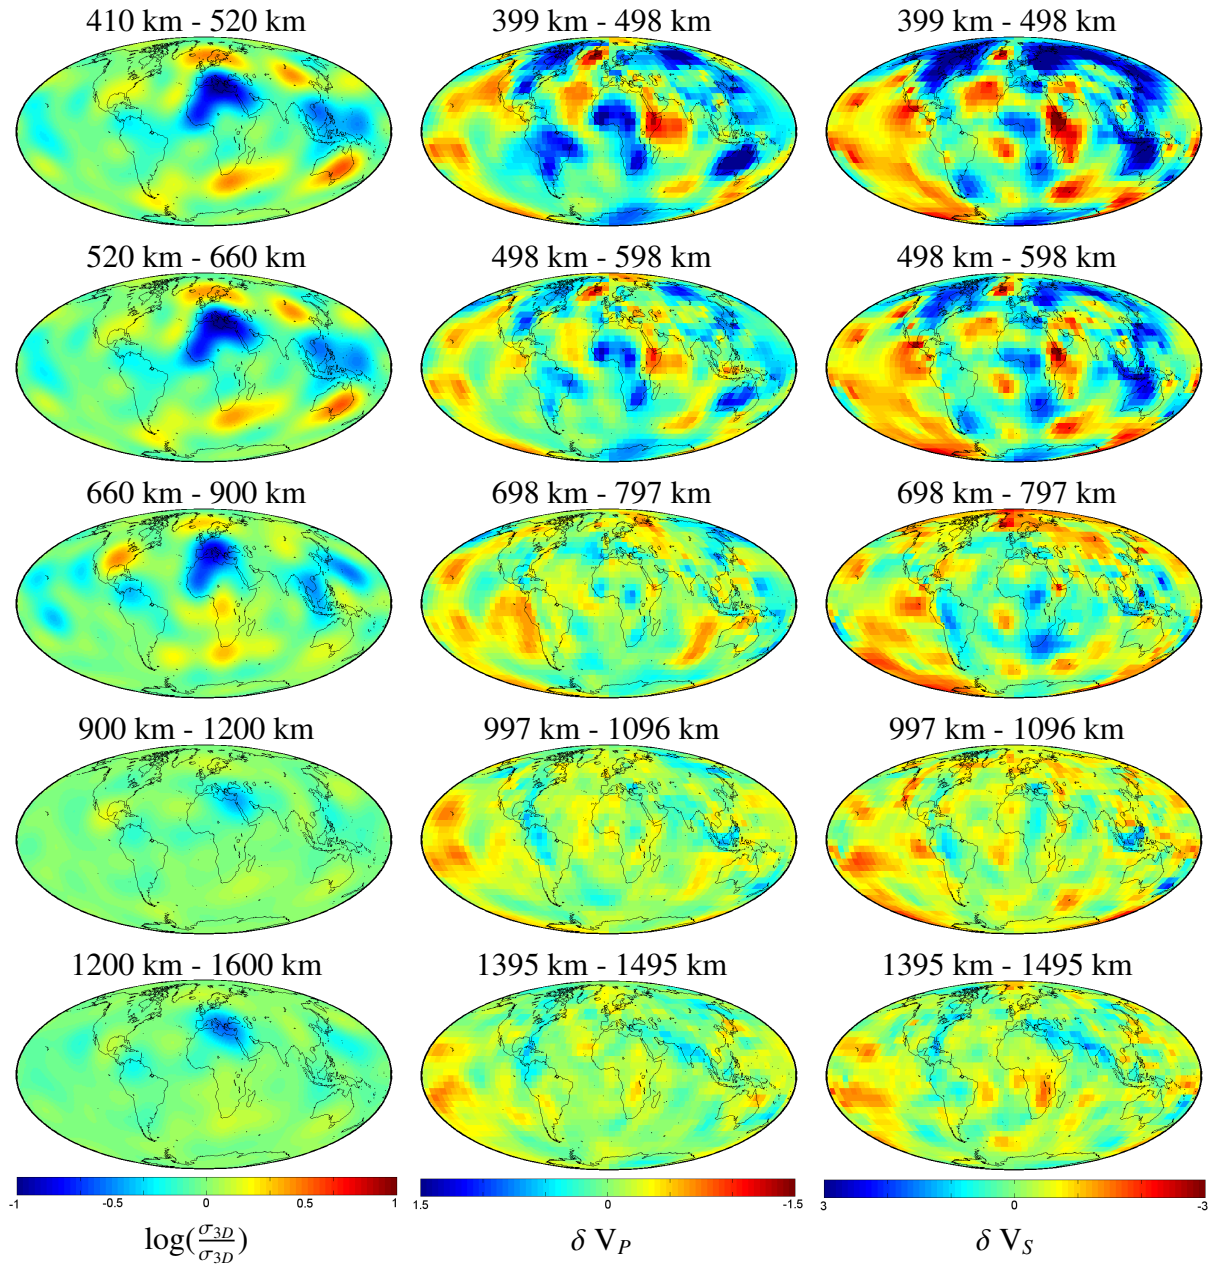 410 km - 520 km 399 km - 498 km 399 km - 498 km
520 km - 660 km 498 km - 598 km 498 km - 598 km
660 km - 900 km 698 km - 797 km 698 km - 797 km
900 km - 1200 km 997 km - 1096 km 997 km - 1096 km
1200 km - 1600 km 1395 km - 1495 km 1395 km - 1495 km
-1 -0.5 0 0.5 1 1.5 0 -1.5 3 0 -3
log(σ3D/σ3D) δ VP δ VS